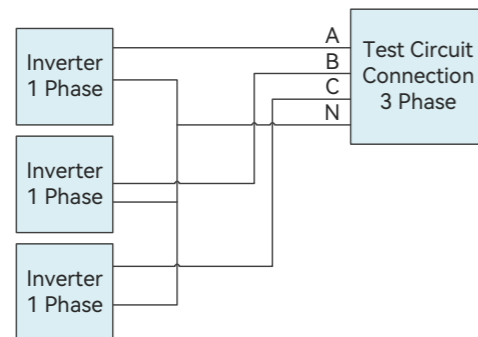 Inverter
1 Phase
Inverter
1 Phase
Inverter
1 Phase
A
B
C
N
Test Circuit
Connection
3 Phase